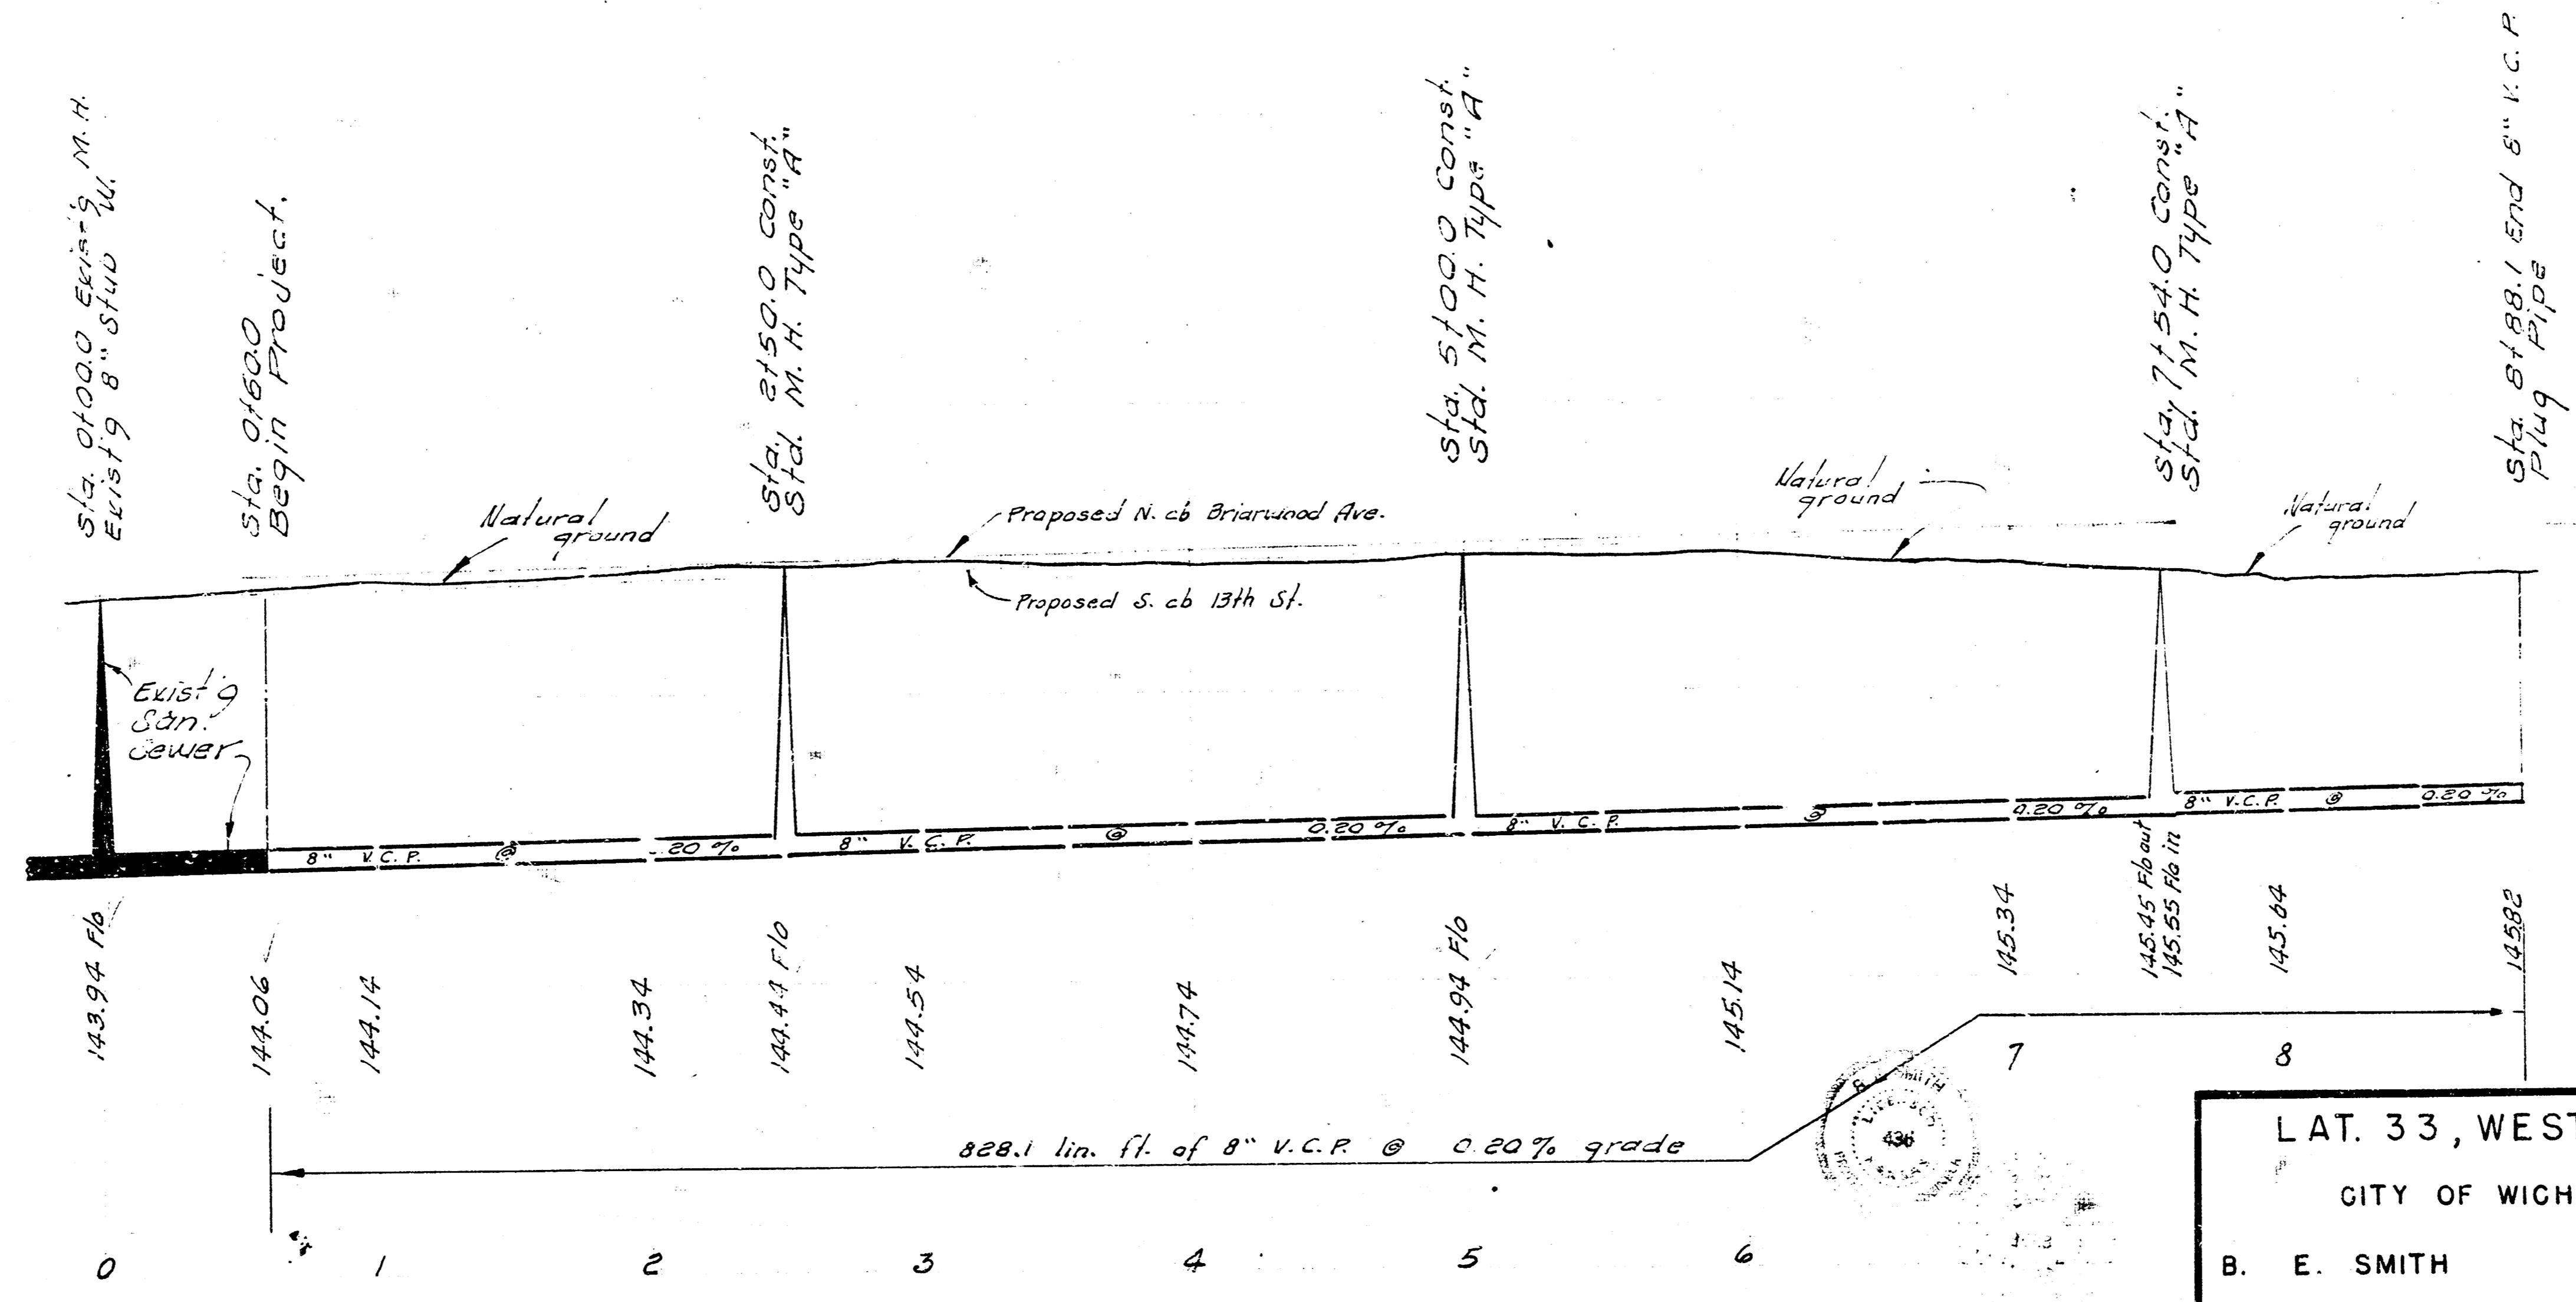 Sta. 0+00.0 Exist'g M.H.
Exist'g 8" Stub W.
Sta. 0+60.0
Begin Project.
Sta. 2+50.0 Const.
Std. M. H. Type "A"
Sta. 5+00.0 Const.
Std. M. H. Type "A"
Sta. 7+54.0 Const.
Std. M. H. Type "A"
Sta. 8+88.1 End 8" V.C.P.
Plug Pipe
Natural
ground
Proposed N. cb Briarwood Ave.
Natural
ground
Natural
ground
Proposed S. cb 13th St.
Exist'g
San.
Sewer
8" V.C.P. @ .20%
8" V.C.P. @ 0.20%
8" V.C.P. @ 0.20%
8" V.C.P. @ 0.20%
143.94 Flo
144.06
144.14
144.34
144.44 Flo
144.54
144.74
144.94 Flo
145.14
145.34
145.45 Flo out
145.55 Flo in
145.64
145.82
7 8
828.1 lin. ft. of 8" V.C.P. @ 0.20% grade
SMITH
436
0 1 2 3 4 5 6
LAT. 33, WEST
CITY OF WICH
B. E. SMITH